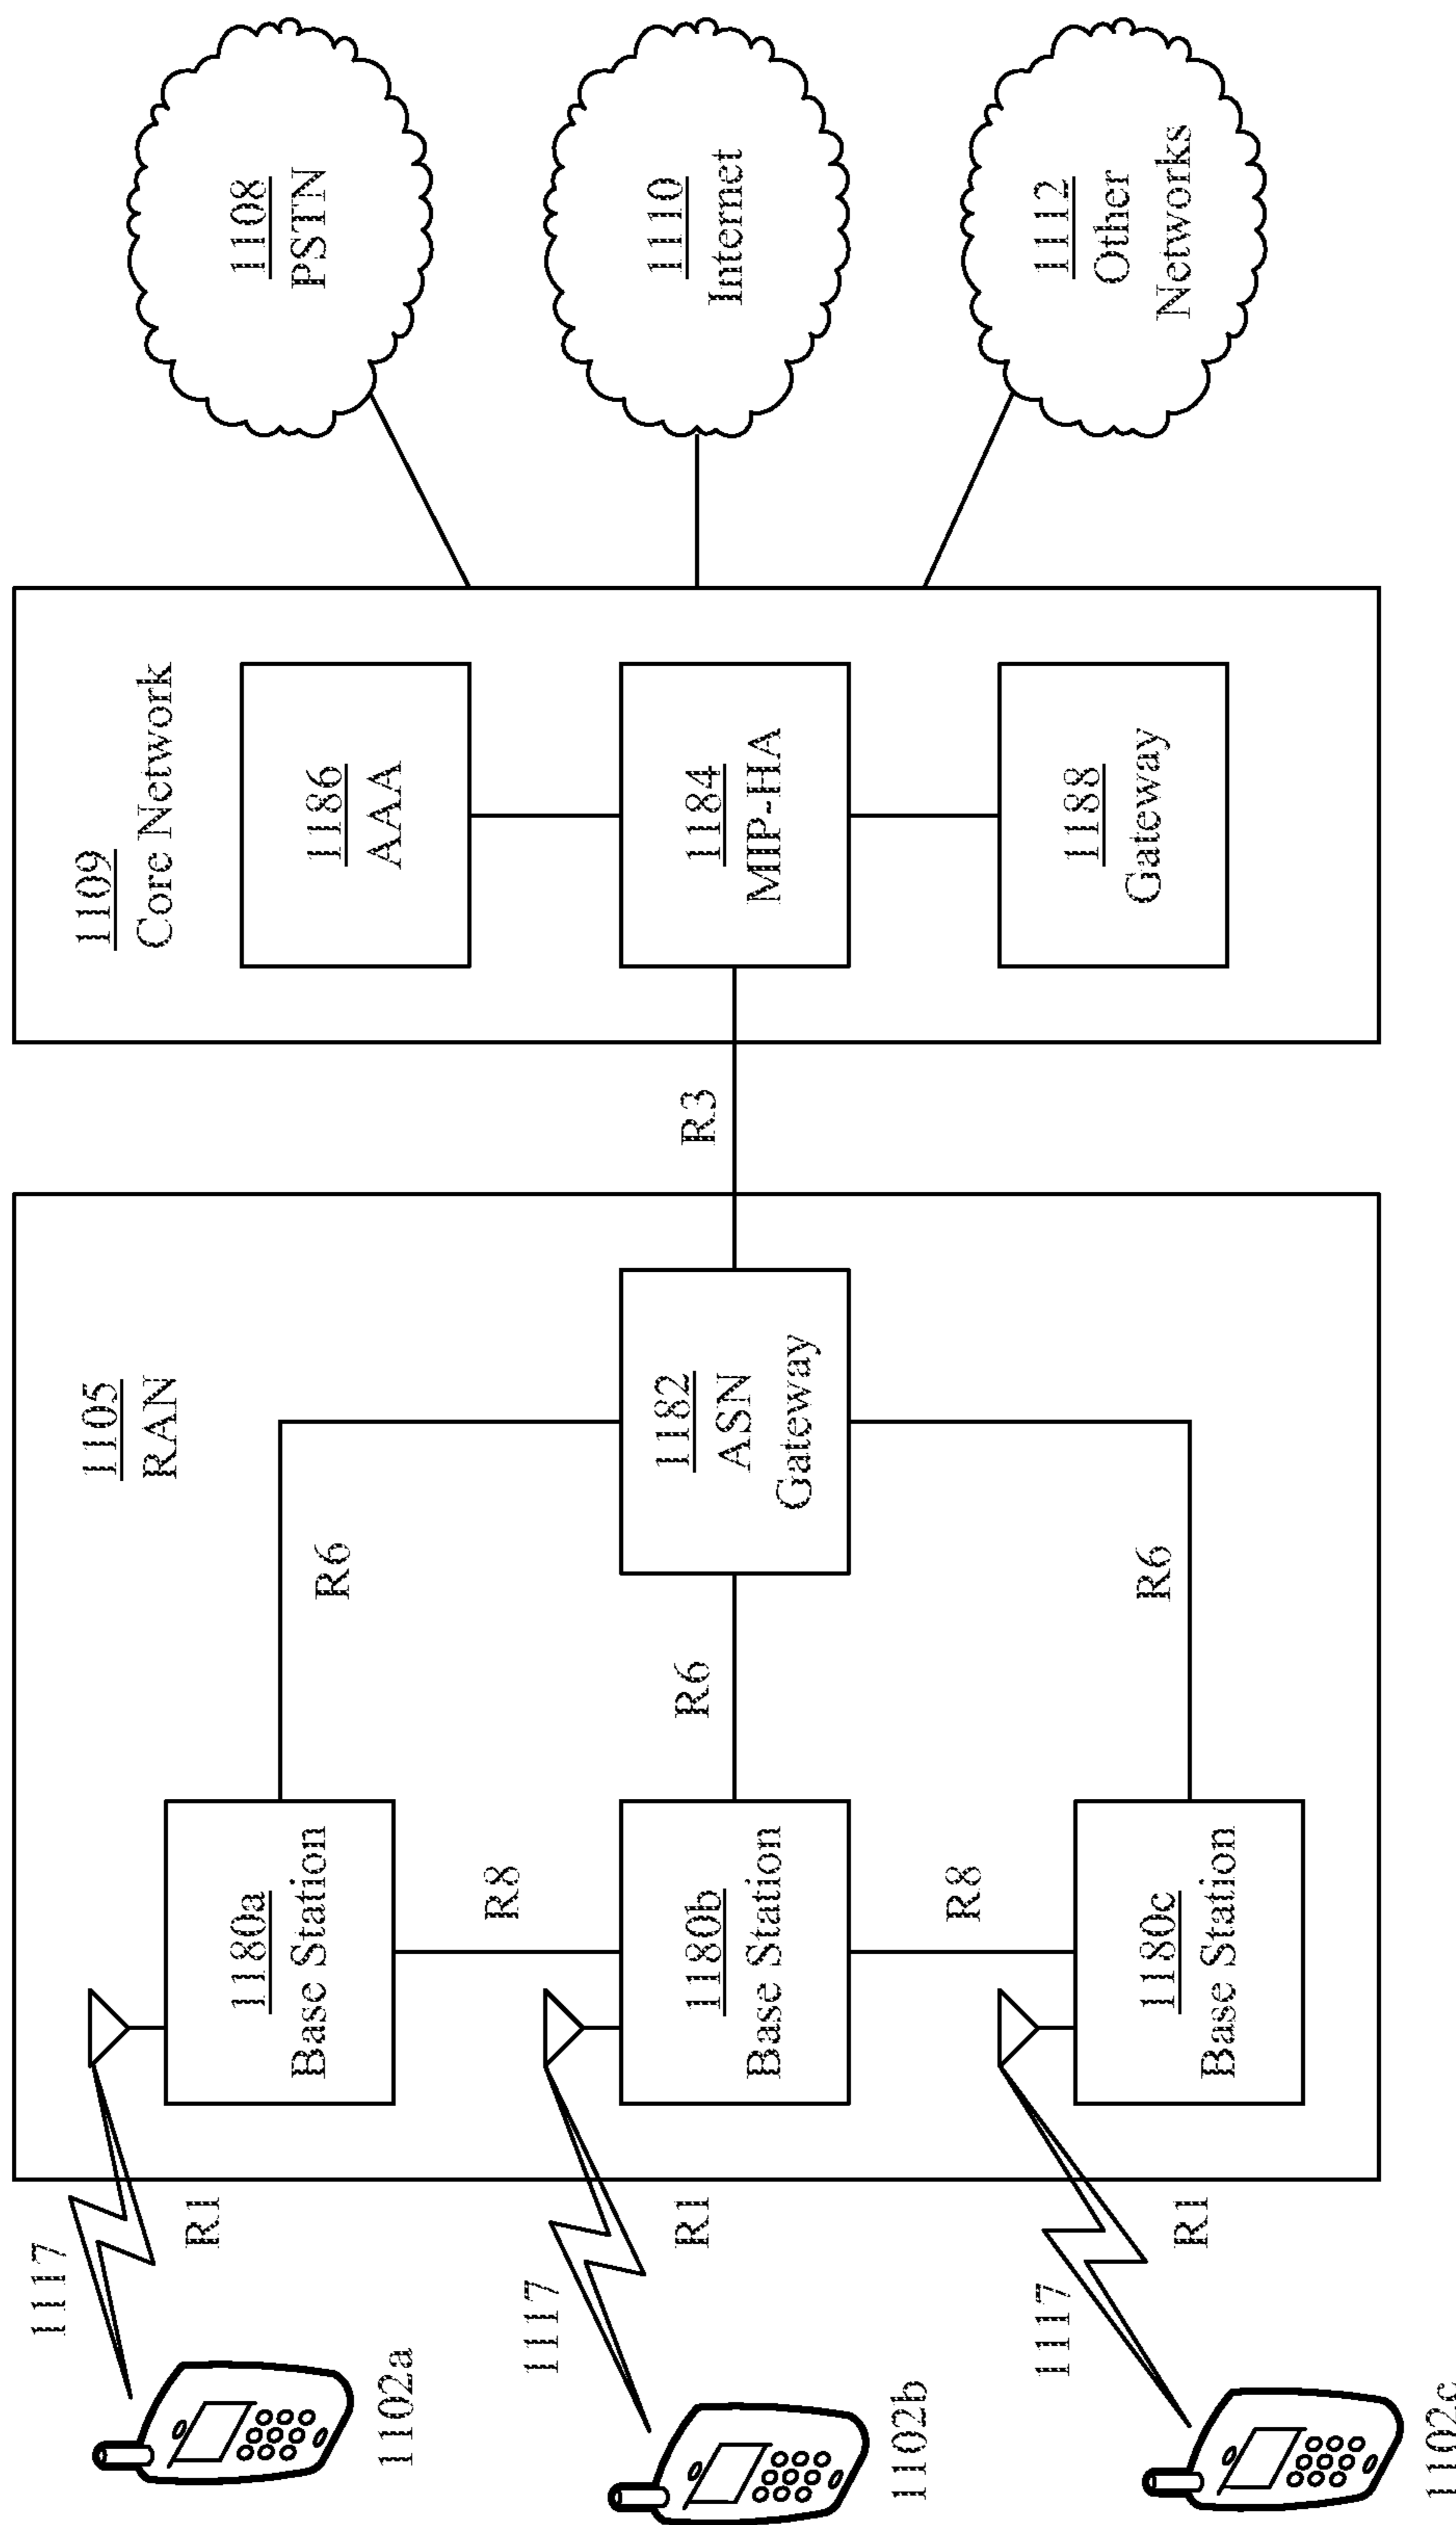 1117
R1
1102a
1117
R1
1102b
1117
R1
1102c
1105
RAN
1180a
Base Station
R8
1180b
Base Station
R8
1180c
Base Station
R6
R6
R6
1182
ASN
Gateway
R3
1109
Core Network
1186
AAA
1184
MIP-HA
1188
Gateway
1108
PSTN
1110
Internet
1112
Other
Networks